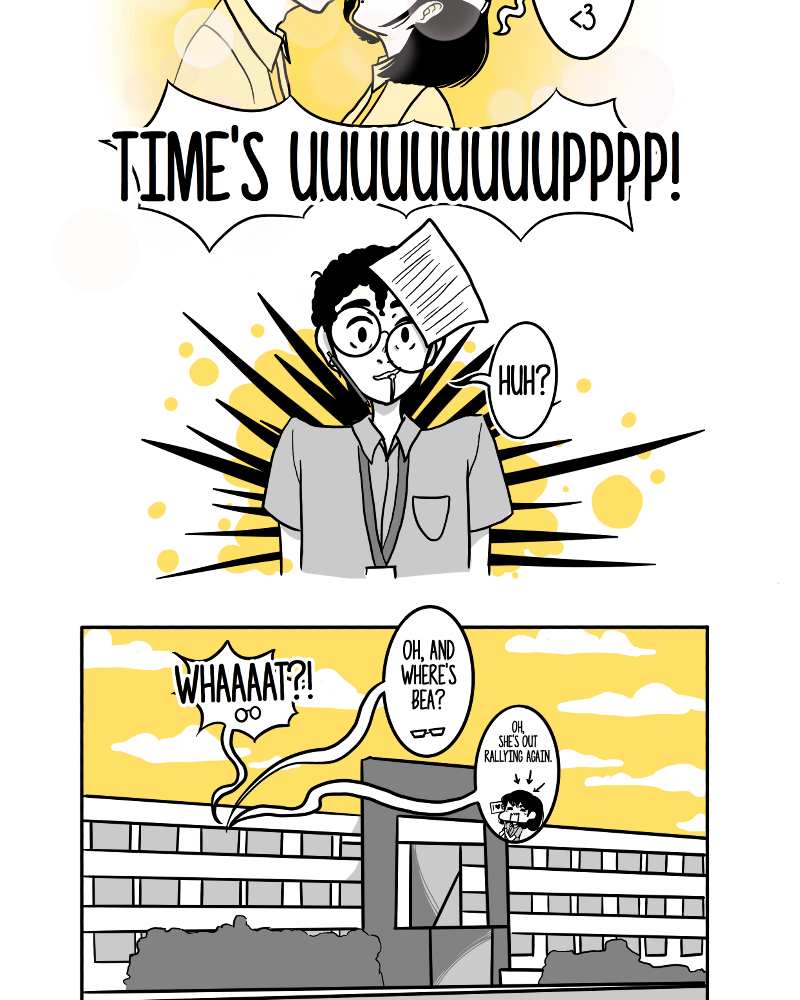 <3
TIME'S UUUUUUUUUPPPP!
HUH?
WHAAAAT?!
OH, AND
WHERE'S
BEA?
OH,
SHE'S OUT
RALLYING AGAIN.